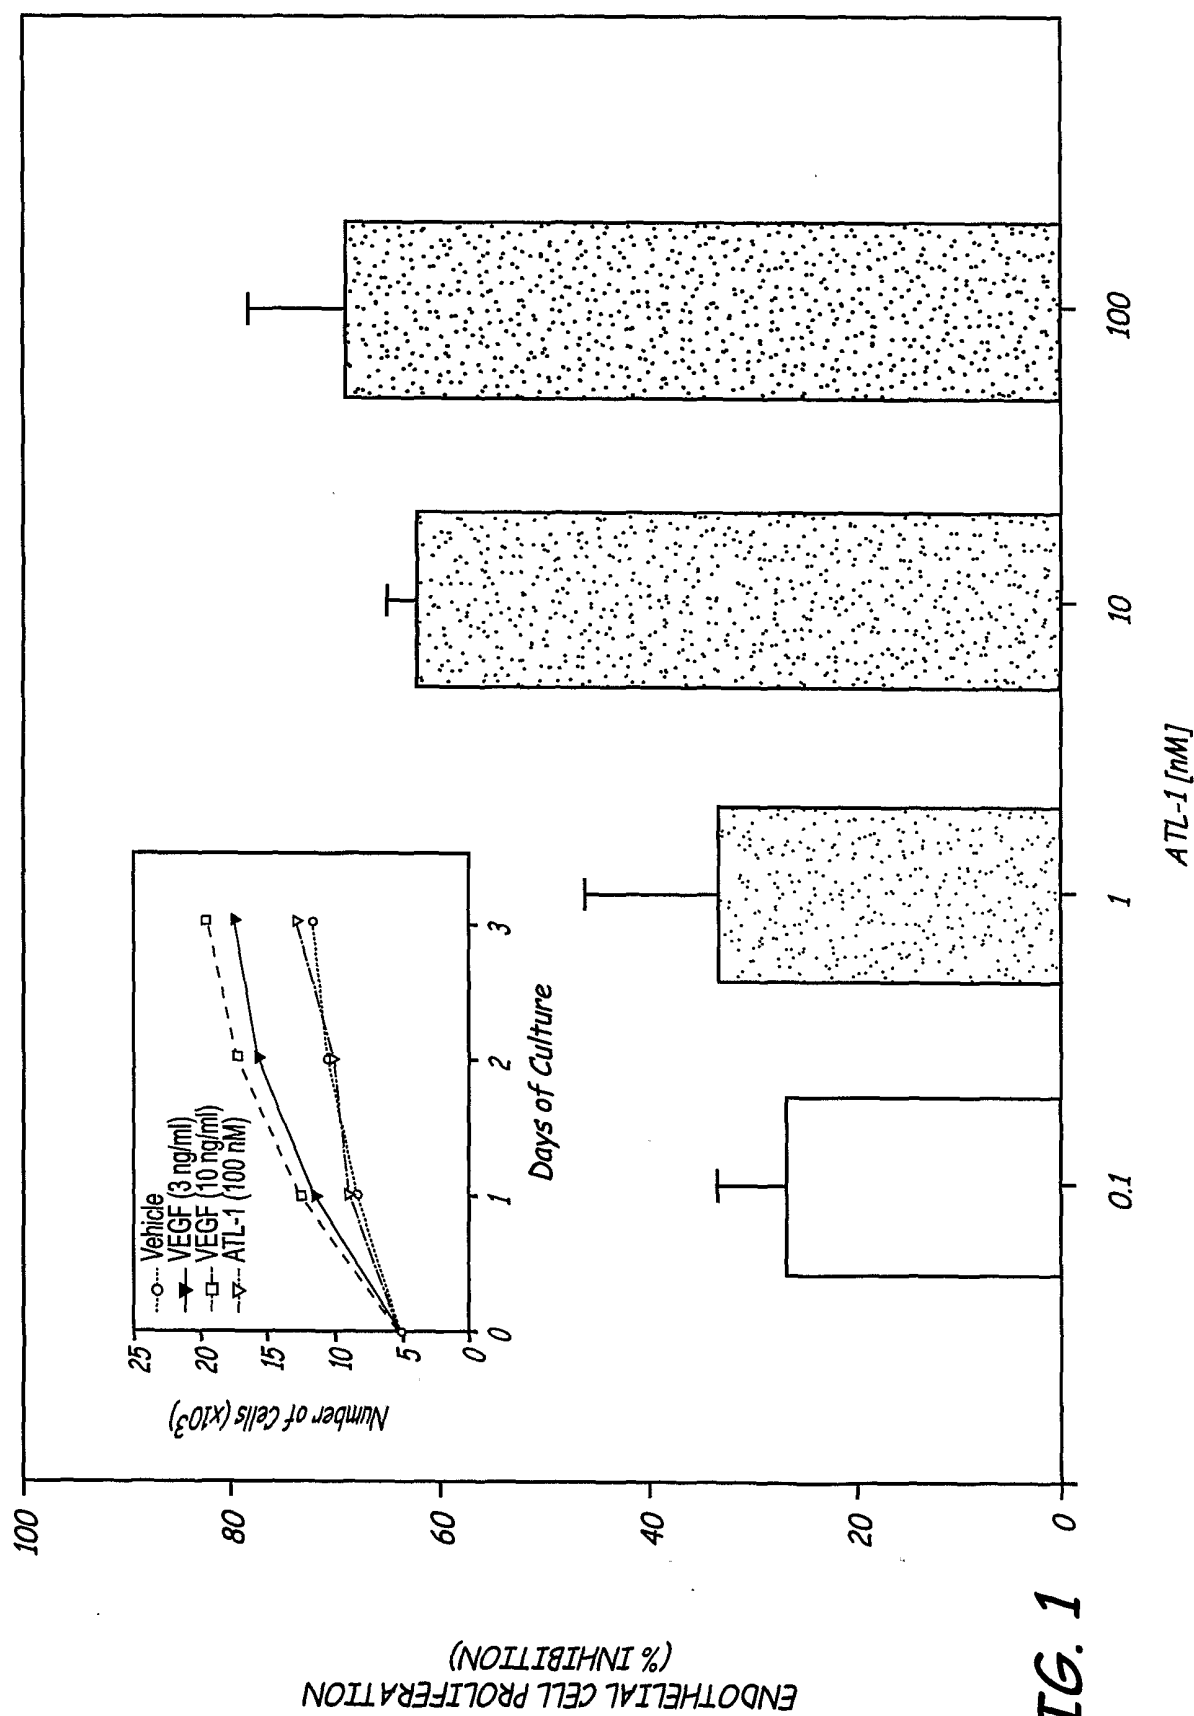 ENDOTHELIAL CELL PROLIFERATION
(% INHIBITION)
100
80
60
40
20
0
Number of Cells (x10³)
25
20
15
10
5
0
Vehicle
VEGF (3 ng/ml)
VEGF (10 ng/ml)
ATL-1 (100 nM)
0
1
2
3
Days of Culture
0.1
1
10
100
ATL-1 [nM]
IG. 1